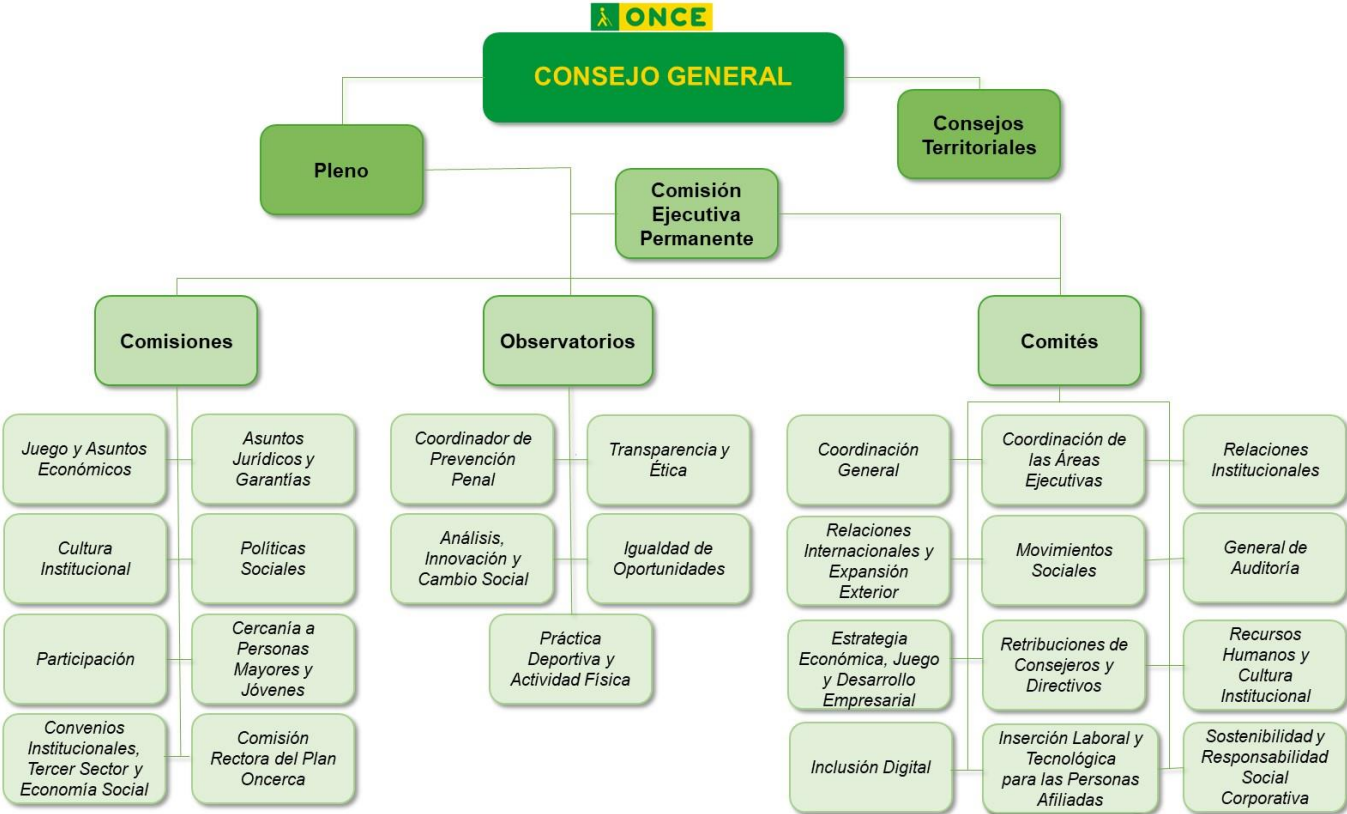 ONCE
CONSEJO GENERAL
Consejos
Territoriales
Pleno
Comisión
Ejecutiva
Permanente
Comisiones
Observatorios
Comités
Juego y Asuntos
Económicos
Asuntos
Jurídicos y
Garantías
Cultura
Institucional
Políticas
Sociales
Participación
Cercanía a
Personas
Mayores y
Jóvenes
Convenios
Institucionales,
Tercer Sector y
Economía Social
Comisión
Rectora del Plan
Oncerca
Coordinador de
Prevención
Penal
Transparencia y
Ética
Análisis,
Innovación y
Cambio Social
Igualdad de
Oportunidades
Práctica
Deportiva y
Actividad Física
Coordinación
General
Coordinación de
las Áreas
Ejecutivas
Relaciones
Institucionales
Relaciones
Internacionales y
Expansión
Exterior
Movimientos
Sociales
General de
Auditoría
Estrategia
Económica, Juego
y Desarrollo
Empresarial
Retribuciones de
Consejeros y
Directivos
Recursos
Humanos y
Cultura
Institucional
Inclusión Digital
Inserción Laboral y
Tecnológica
para las Personas
Afiliadas
Sostenibilidad y
Responsabilidad
Social
Corporativa